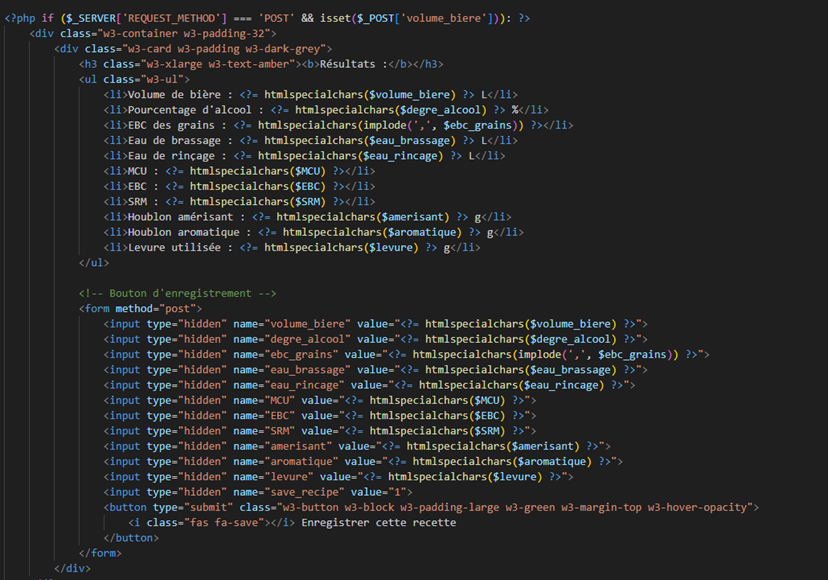 <?php if ($_SERVER['REQUEST_METHOD'] === 'POST' && isset($_POST['volume_biere'])): ?>
<div class="w3-container w3-padding-32">
<div class="w3-card w3-padding w3-dark-grey">
<h3 class="w3-xlarge w3-text-amber"><b>Résultats :</b></h3>
<ul class="w3-ul">
<li>Volume de bière : <?= htmlspecialchars($volume_biere) ?> L</li>
<li>Pourcentage d'alcool : <?= htmlspecialchars($degre_alcool) ?> %</li>
<li>EBC des grains : <?= htmlspecialchars(implode(',', $ebc_grains)) ?></li>
<li>Eau de brassage : <?= htmlspecialchars($eau_brassage) ?> L</li>
<li>Eau de rinçage : <?= htmlspecialchars($eau_rincage) ?> L</li>
<li>MCU : <?= htmlspecialchars($MCU) ?></li>
<li>EBC : <?= htmlspecialchars($EBC) ?></li>
<li>SRM : <?= htmlspecialchars($SRM) ?></li>
<li>Houblon amérisant : <?= htmlspecialchars($amerisant) ?> g</li>
<li>Houblon aromatique : <?= htmlspecialchars($aromatique) ?> g</li>
<li>Levure utilisée : <?= htmlspecialchars($levure) ?> g</li>
</ul>
<!-- Bouton d'enregistrement -->
<form method="post">
<input type="hidden" name="volume_biere" value="<?= htmlspecialchars($volume_biere) ?>">
<input type="hidden" name="degre_alcool" value="<?= htmlspecialchars($degre_alcool) ?>">
<input type="hidden" name="ebc_grains" value="<?= htmlspecialchars(implode(',', $ebc_grains)) ?>">
<input type="hidden" name="eau_brassage" value="<?= htmlspecialchars($eau_brassage) ?>">
<input type="hidden" name="eau_rincage" value="<?= htmlspecialchars($eau_rincage) ?>">
<input type="hidden" name="MCU" value="<?= htmlspecialchars($MCU) ?>">
<input type="hidden" name="EBC" value="<?= htmlspecialchars($EBC) ?>">
<input type="hidden" name="SRM" value="<?= htmlspecialchars($SRM) ?>">
<input type="hidden" name="amerisant" value="<?= htmlspecialchars($amerisant) ?>">
<input type="hidden" name="aromatique" value="<?= htmlspecialchars($aromatique) ?>">
<input type="hidden" name="levure" value="<?= htmlspecialchars($levure) ?>">
<input type="hidden" name="save_recipe" value="1">
<button type="submit" class="w3-button w3-block w3-padding-large w3-green w3-margin-top w3-hover-opacity">
<i class="fas fa-save"></i> Enregistrer cette recette
</button>
</form>
</div>